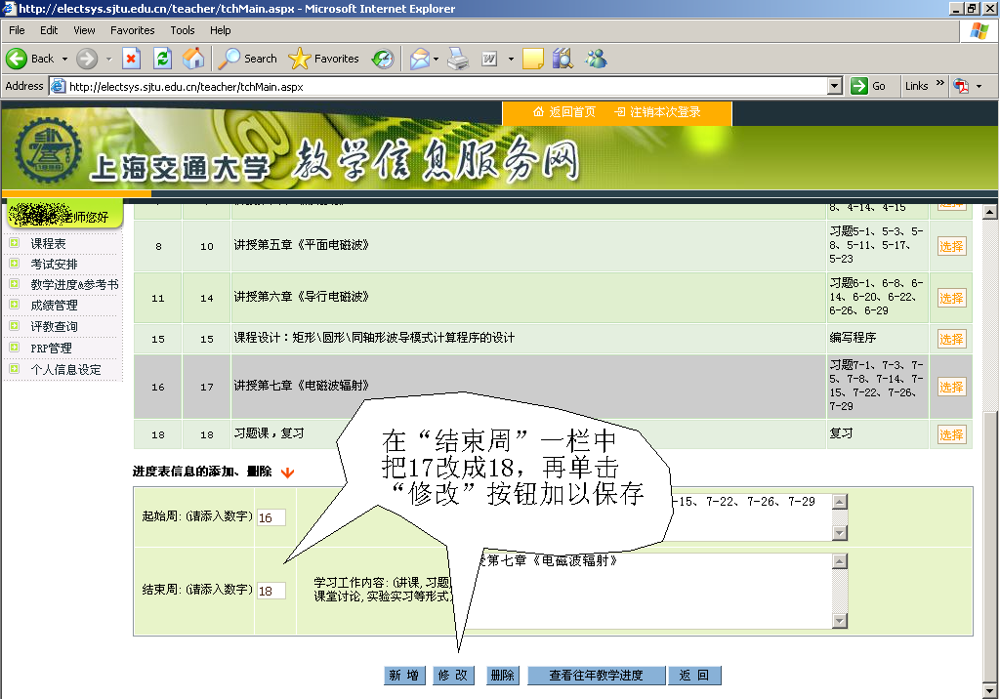 http://electsys.sjtu.edu.cn/teacher/tchMain.aspx - Microsoft Internet Explorer
File Edit View Favorites Tools Help
Back Search Favorites
Address http://electsys.sjtu.edu.cn/teacher/tchMain.aspx Go Links »
返回首页 注销本次登录
上海交通大学 教学信息服务网
老师您好
课程表
考试安排
教学进度&参考书
成绩管理
评教查询
PRP管理
个人信息设定
8、4-14、4-15 选择
8 10 讲授第五章《平面电磁波》 习题5-1、5-3、5-
8、5-11、5-17、
5-23
选择
11 14 讲授第六章《导行电磁波》 习题6-1、6-8、6-
14、6-20、6-22、
6-26、6-29
选择
15 15 课程设计：矩形\圆形\同轴形波导模式计算程序的设计 编写程序 选择
16 17 讲授第七章《电磁波辐射》 习题7-1、7-3、7-
5、7-8、7-14、7-
15、7-22、7-26、
7-29
选择
18 18 习题课，复习 复习 选择
在“结束周”一栏中
把17改成18，再单击
“修改”按钮加以保存
进度表信息的添加、删除
起始周: (请添入数字) 16
-15、7-22、7-26、7-29
结束周: (请添入数字) 18
学习工作内容: (讲课, 习题
课堂讨论, 实验实习等形式
第七章《电磁波辐射》
新 增 修 改 删除 查看往年教学进度 返 回